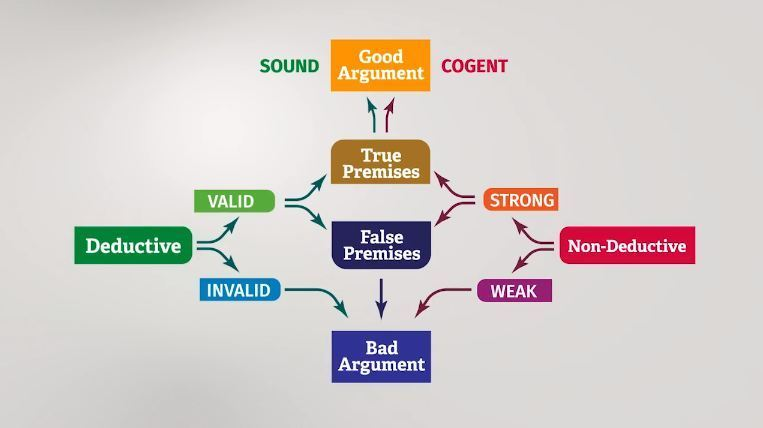 SOUND
Good
Argument
COGENT
True
Premises
VALID
STRONG
False
Premises
Deductive
Non-Deductive
INVALID
WEAK
Bad
Argument